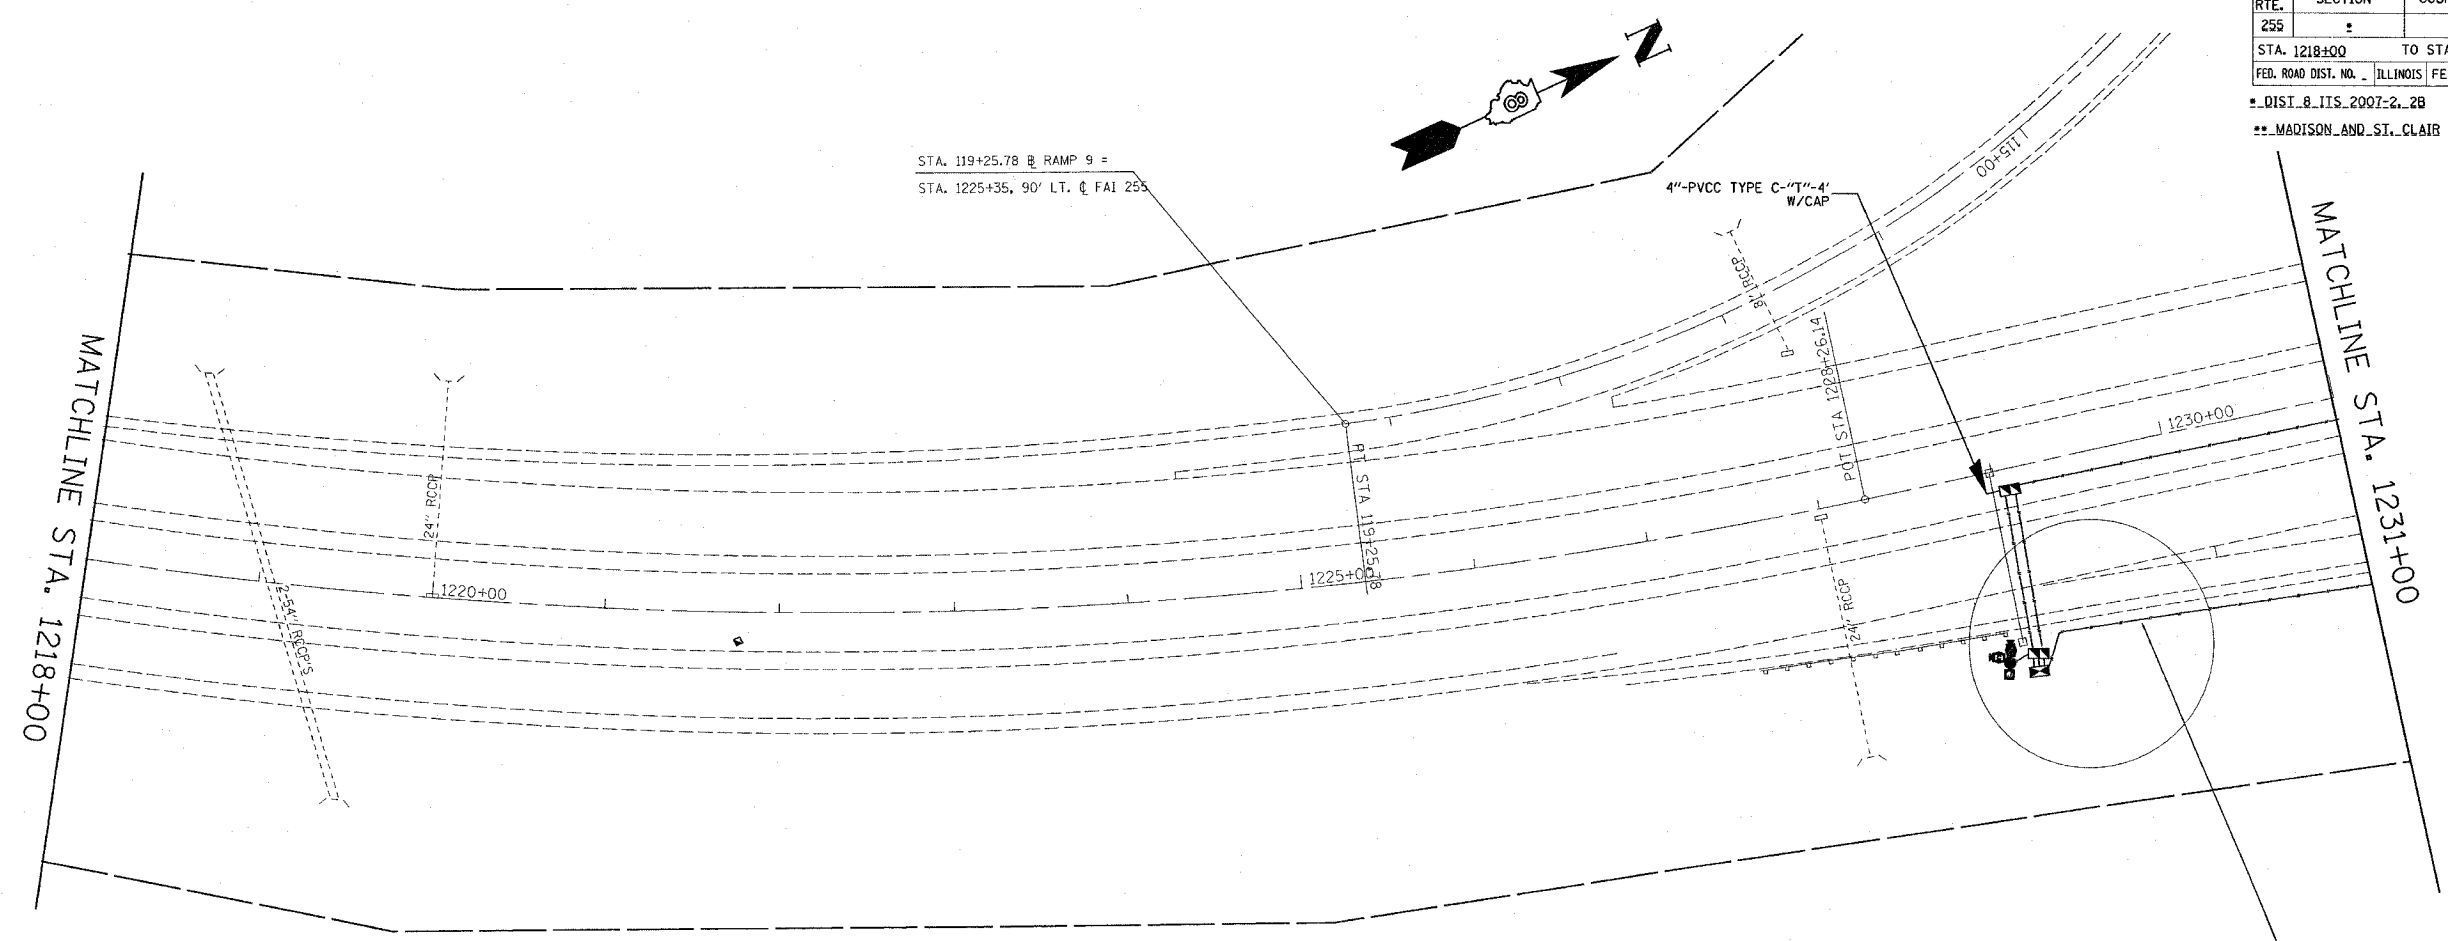 RTE.
SECTION
255
*
STA. 1218+00 TO STA
FED. ROAD DIST. NO. _ ILLINOIS FE
* DIST 8 ITS 2007-2, 2B
** MADISON AND ST. CLAIR
N
STA. 119+25.78 ℄ RAMP 9 =
STA. 1225+35, 90' LT. ℄ FAI 255
4"-PVCC TYPE C-"T"-4'
W/CAP
115+00
MATCHLINE STA. 1218+00
MATCHLINE STA. 1231+00
24" RCCP
2-54" RCCP'S
1220+00
1225+00
PT STA 119+25.78
POT STA 1228+26.14
24" RCCP
1230+00